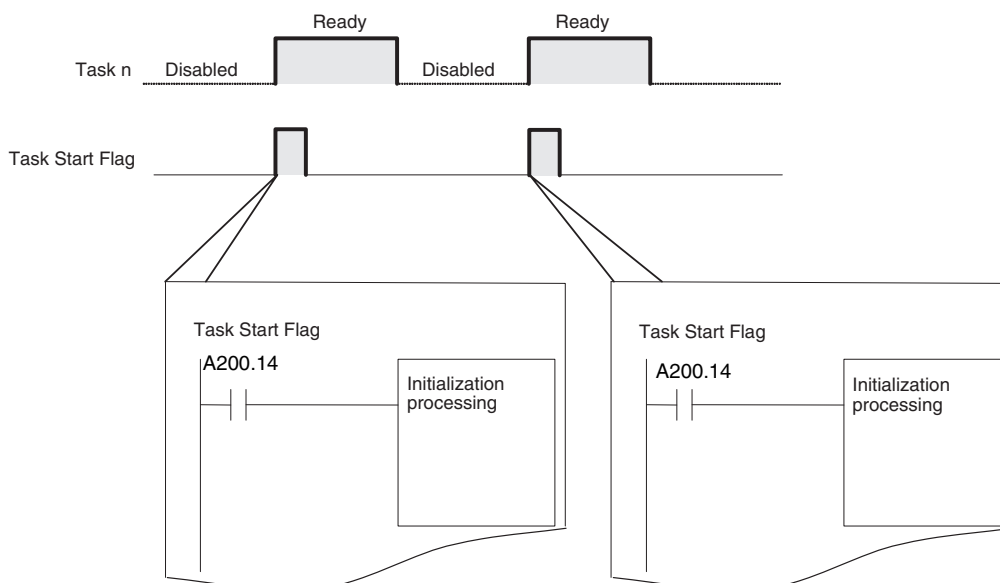 Ready
Ready
Task n
Disabled
Disabled
Task Start Flag
Task Start Flag
A200.14
Initialization
processing
Task Start Flag
A200.14
Initialization
processing